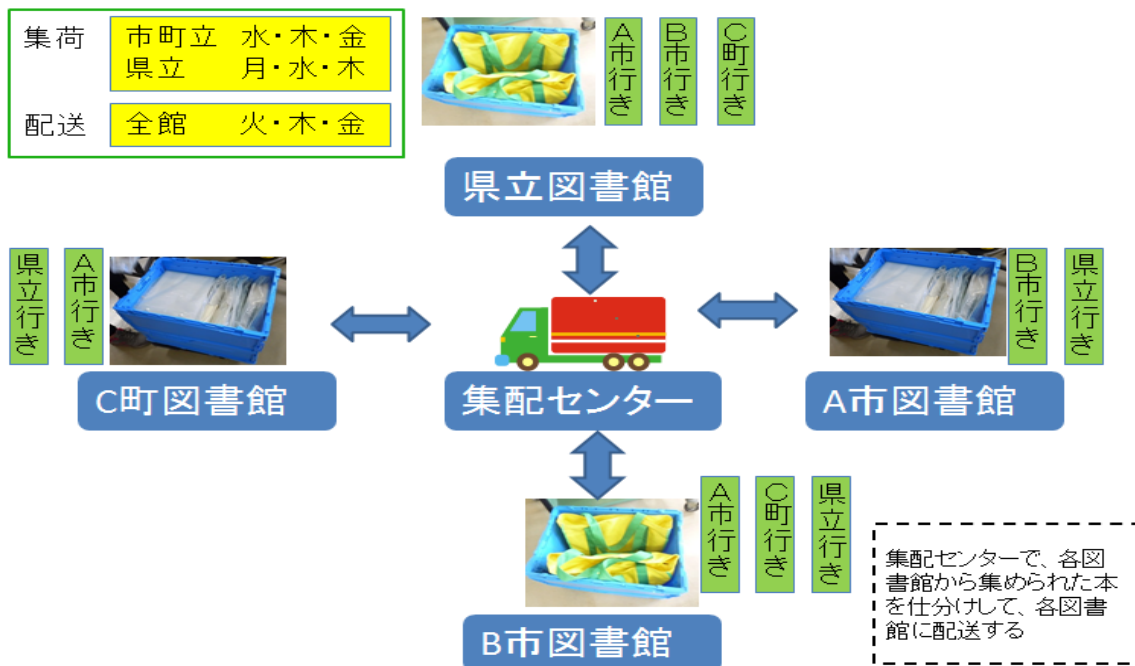 集荷 市町立 水・木・金
県立 月・水・木
配送 全館 火・木・金
A市行き
B市行き
C町行き
県立図書館
県立行き
A市行き
B市行き
県立行き
C町図書館
集配センター
A市図書館
A市行き
C町行き
県立行き
B市図書館
集配センターで、各図
書館から集められた本
を仕分けして、各図書
館に配送する